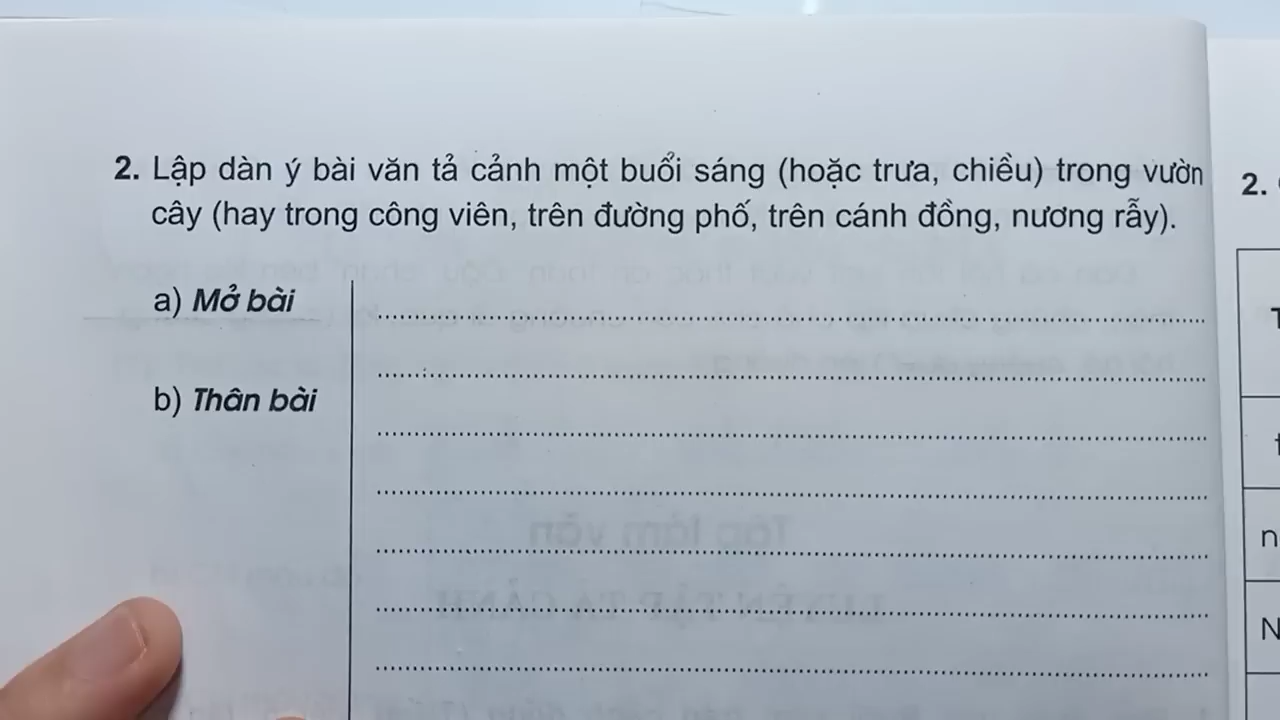 2. Lập dàn ý bài văn tả cảnh một buổi sáng (hoặc trưa, chiều) trong vườn
cây (hay trong công viên, trên đường phố, trên cánh đồng, nương rẫy).
a) Mở bài
b) Thân bài
2.
n
N